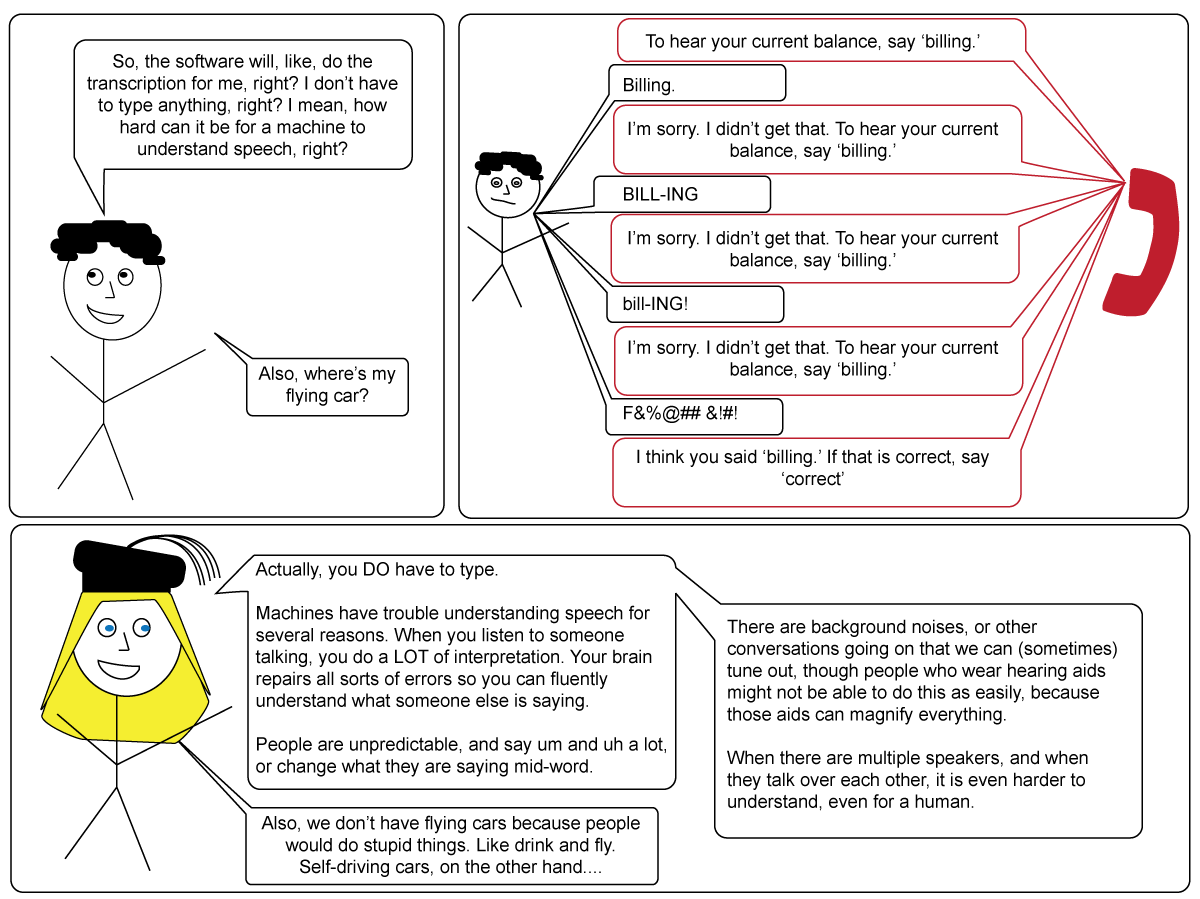 So, the software will, like, do the
transcription for me, right? I don’t have
to type anything, right? I mean, how
hard can it be for a machine to
understand speech, right?
Also, where’s my
flying car?
To hear your current balance, say ‘billing.’
Billing.
I’m sorry. I didn’t get that. To hear your current
balance, say ‘billing.’
BILL-ING
I’m sorry. I didn’t get that. To hear your current
balance, say ‘billing.’
bill-ING!
I’m sorry. I didn’t get that. To hear your current
balance, say ‘billing.’
F&%@## &!#!
I think you said ‘billing.’ If that is correct, say
‘correct’
Actually, you DO have to type.
Machines have trouble understanding speech for
several reasons. When you listen to someone
talking, you do a LOT of interpretation. Your brain
repairs all sorts of errors so you can fluently
understand what someone else is saying.
People are unpredictable, and say um and uh a lot,
or change what they are saying mid-word.
There are background noises, or other
conversations going on that we can (sometimes)
tune out, though people who wear hearing aids
might not be able to do this as easily, because
those aids can magnify everything.
When there are multiple speakers, and when
they talk over each other, it is even harder to
understand, even for a human.
Also, we don’t have flying cars because people
would do stupid things. Like drink and fly.
Self-driving cars, on the other hand....